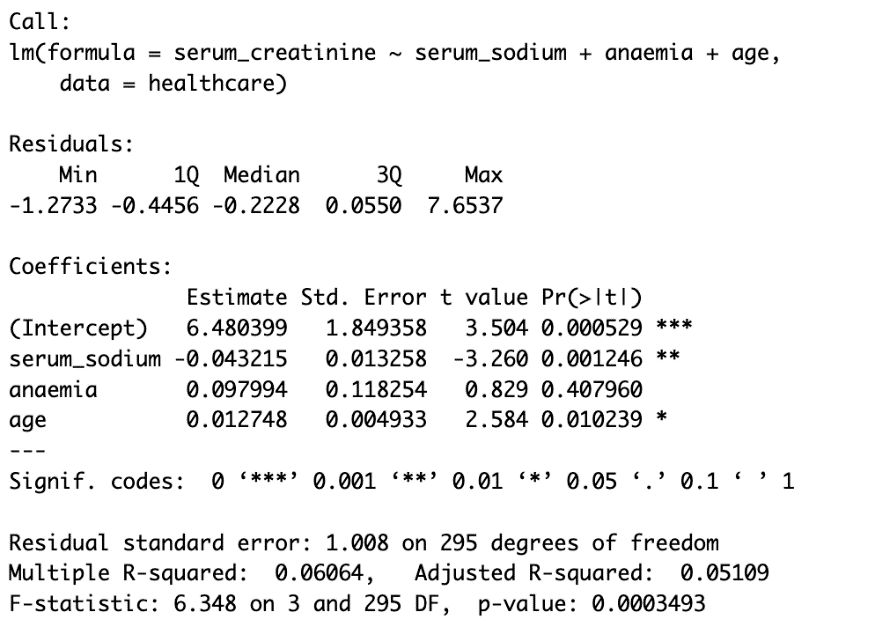 Call:
lm(formula = serum_creatinine ~ serum_sodium + anaemia + age,
    data = healthcare)

Residuals:
    Min      1Q  Median      3Q     Max
-1.2733 -0.4456 -0.2228  0.0550  7.6537

Coefficients:
              Estimate Std. Error t value Pr(>|t|)
(Intercept)   6.480399   1.849358   3.504 0.000529 ***
serum_sodium -0.043215   0.013258  -3.260 0.001246 **
anaemia       0.097994   0.118254   0.829 0.407960
age           0.012748   0.004933   2.584 0.010239 *
---
Signif. codes:  0 ‘***’ 0.001 ‘**’ 0.01 ‘*’ 0.05 ‘.’ 0.1 ‘ ’ 1

Residual standard error: 1.008 on 295 degrees of freedom
Multiple R-squared:  0.06064,   Adjusted R-squared:  0.05109
F-statistic: 6.348 on 3 and 295 DF,  p-value: 0.0003493